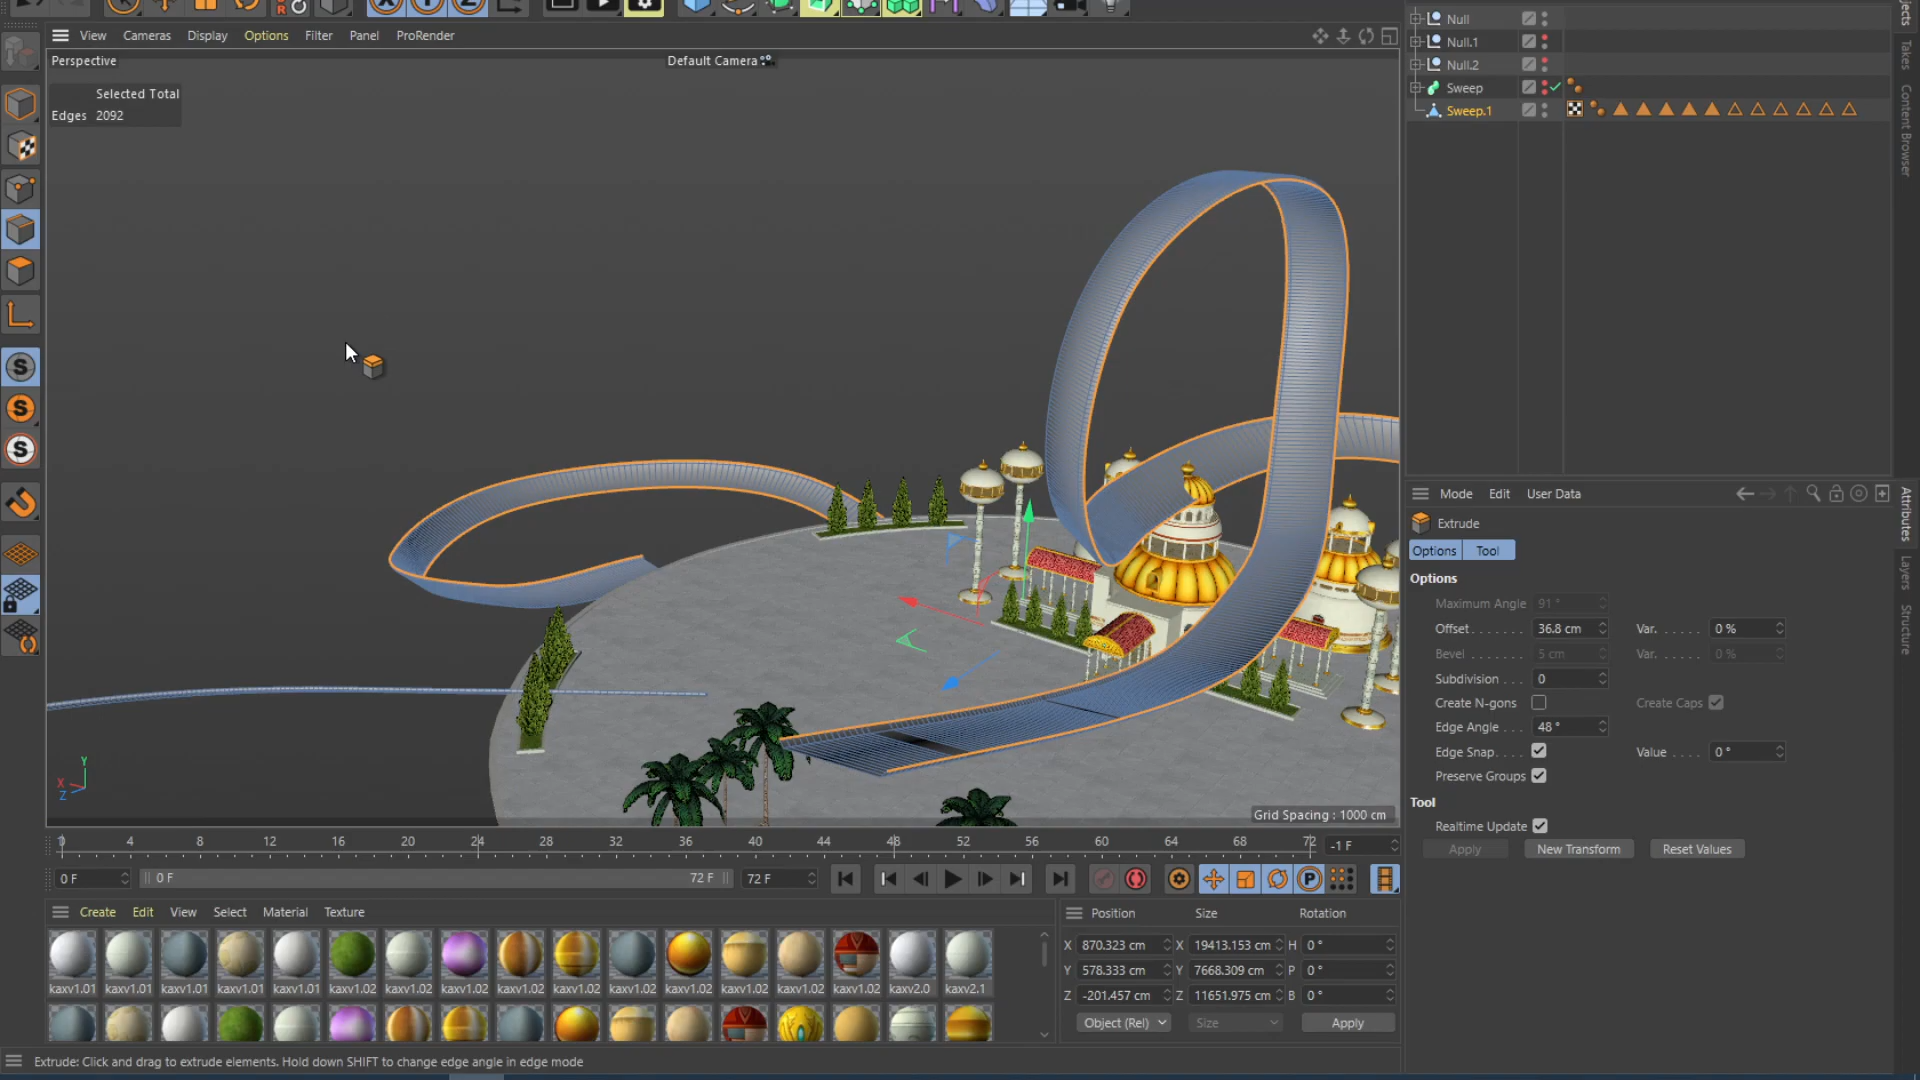 View Cameras Display Options Filter Panel ProRender
Perspective
Default Camera
Selected Total
Edges 2092
Grid Spacing : 1000 cm
X
Y
Z
Null
Null.1
Null.2
Sweep
Sweep.1
Takes
Content Browser
Mode Edit User Data
Extrude
Options Tool
Options
Maximum Angle 91 °
Offset 36.8 cm Var. 0 %
Bevel 5 cm Var. 0 %
Subdivision 0
Create N-gons Create Caps
Edge Angle 48 °
Edge Snap Value 0 °
Preserve Groups
Tool
Realtime Update
Apply New Transform Reset Values
Attributes
Layers
Structure
0 4 8 12 16 20 24 28 32 36 40 44 48 52 56 60 64 68 72 -1 F
0 F 0 F 72 F 72 F
Create Edit View Select Material Texture
kaxv1.01 kaxv1.01 kaxv1.01 kaxv1.01 kaxv1.01 kaxv1.02 kaxv1.02 kaxv1.02 kaxv1.02 kaxv1.02 kaxv1.02 kaxv1.02 kaxv1.02 kaxv1.02 kaxv1.02 kaxv2.0 kaxv2.1
Position Size Rotation
X 870.323 cm X 19413.153 cm H 0 °
Y 578.333 cm Y 7668.309 cm P 0 °
Z -201.457 cm Z 11651.975 cm B 0 °
Object (Rel) Size Apply
Extrude: Click and drag to extrude elements. Hold down SHIFT to change edge angle in edge mode